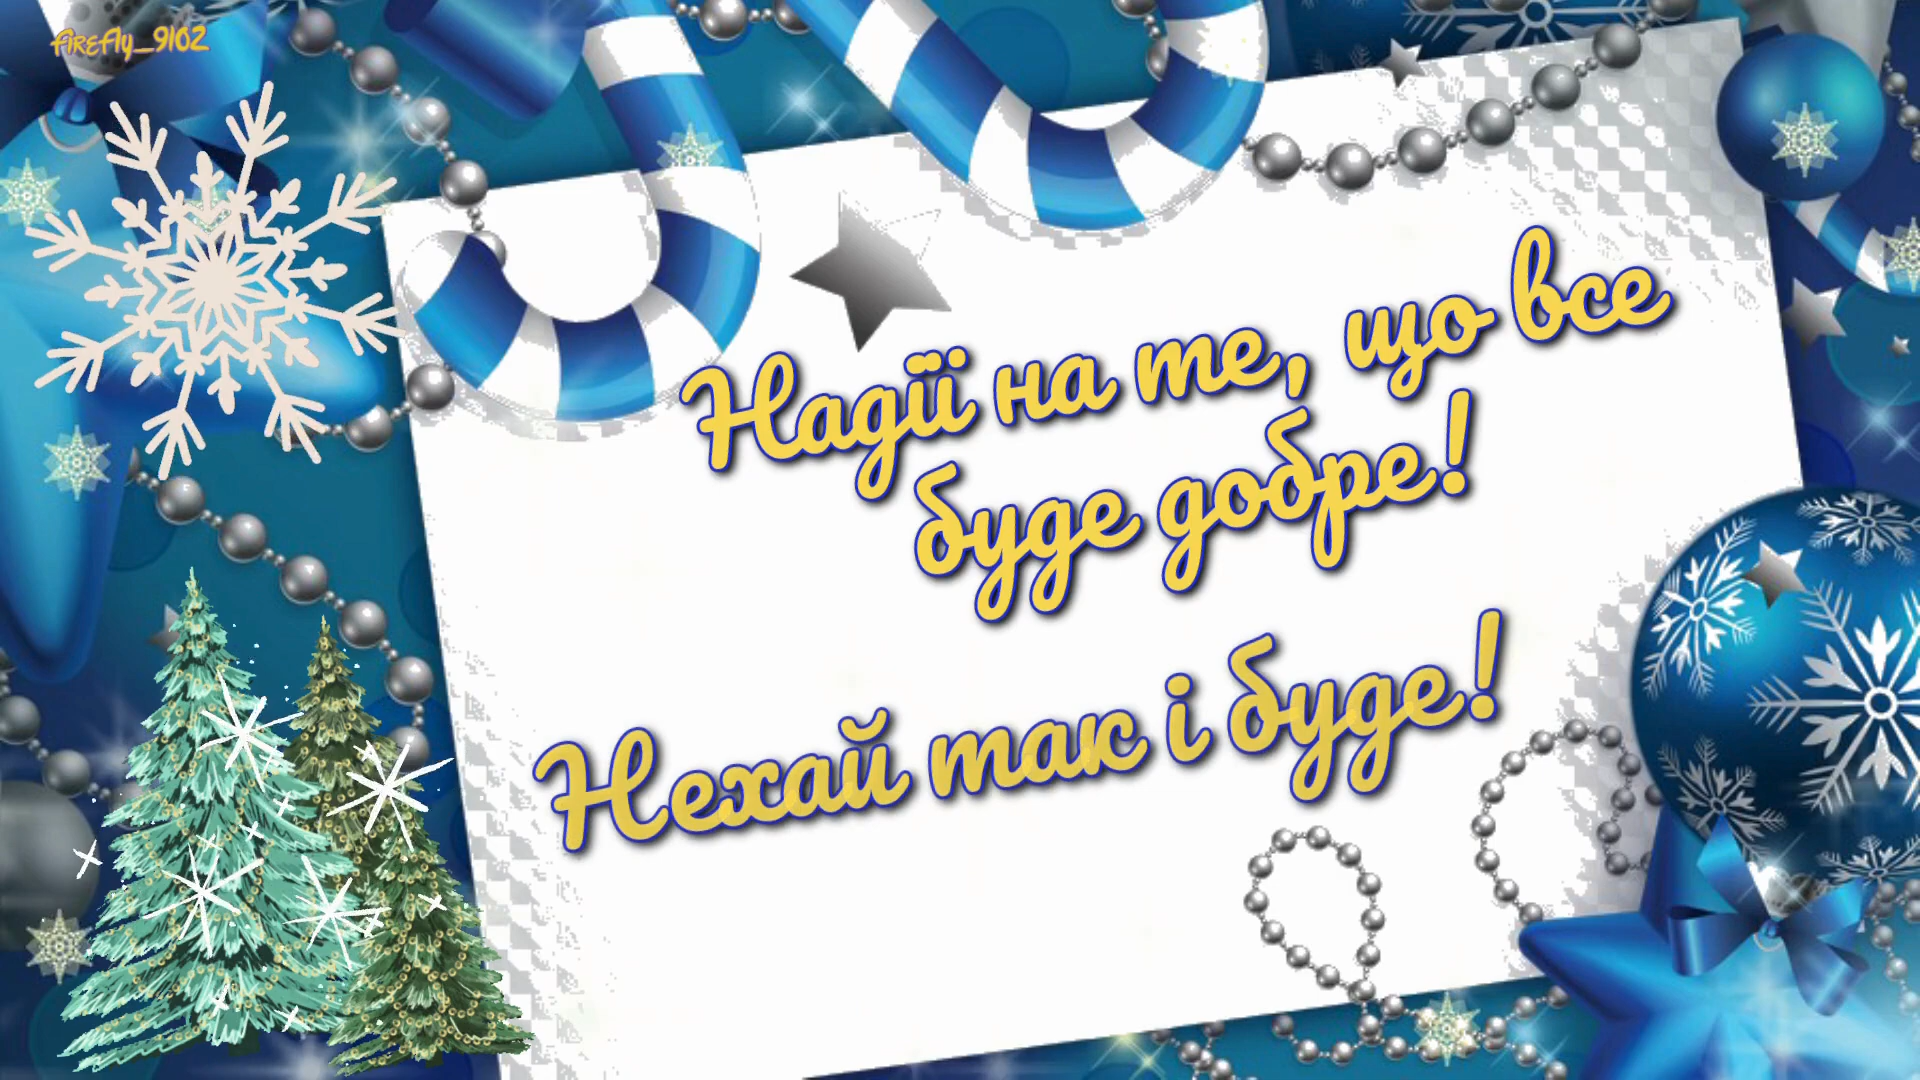 firefly_9102
Надії на те, що все
буде добре!
Нехай так і буде!